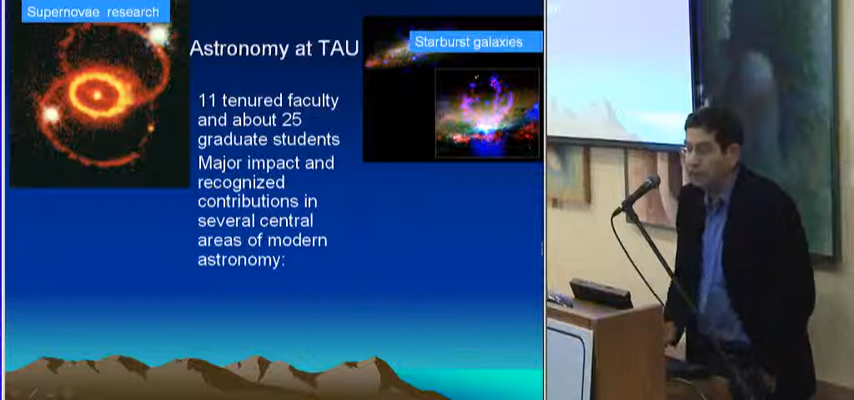 Supernovae research
Astronomy at TAU
Starburst galaxies
11 tenured faculty
and about 25
graduate students
Major impact and
recognized
contributions in
several central
areas of modern
astronomy: